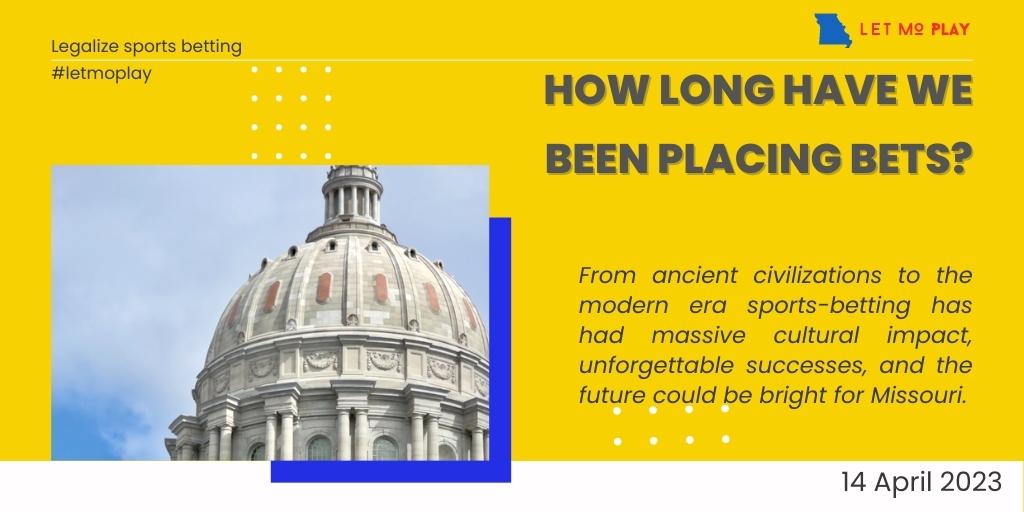 LET MO PLAY
Legalize sports betting
#letmoplay
HOW LONG HAVE WE
BEEN PLACING BETS?
From ancient civilizations to the
modern era sports-betting has
had massive cultural impact,
unforgettable successes, and the
future could be bright for Missouri.
14 April 2023